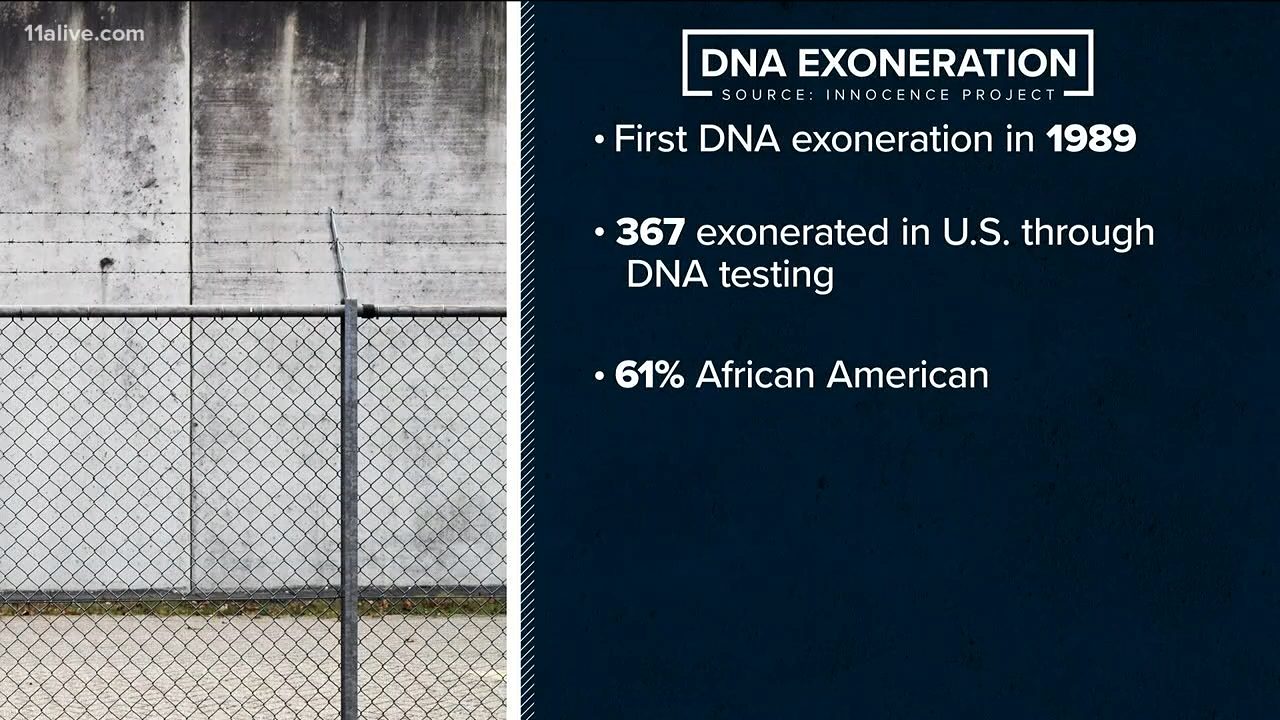 11alive.com
DNA EXONERATION
SOURCE: INNOCENCE PROJECT
• First DNA exoneration in 1989
• 367 exonerated in U.S. through
DNA testing
• 61% African American